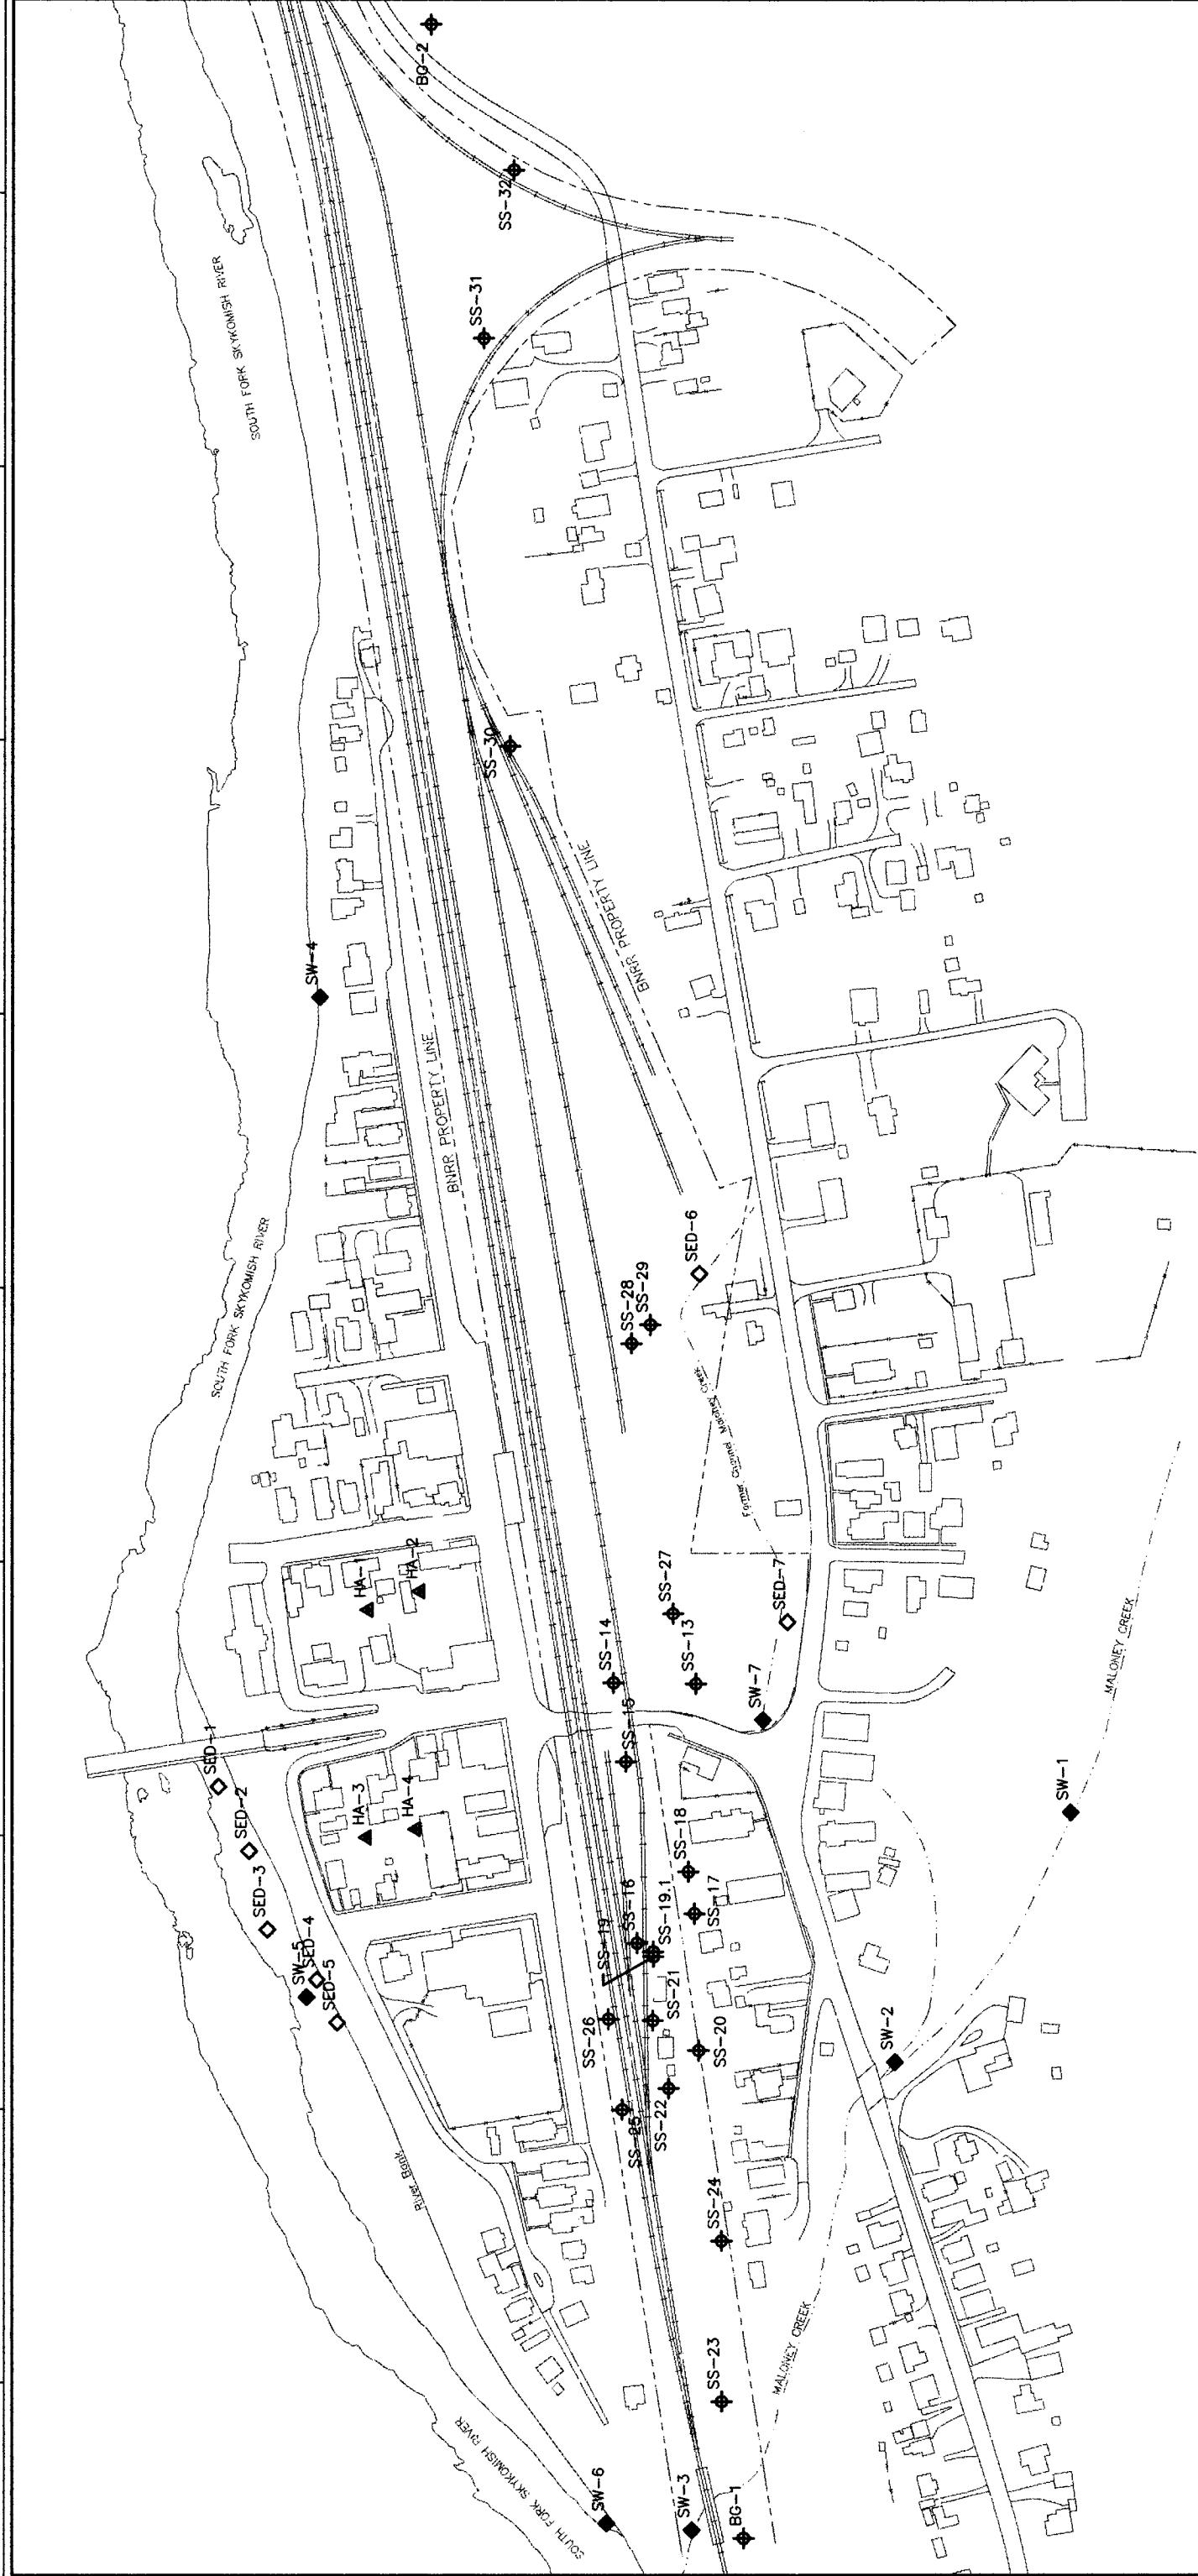 BG-2
SS-32
SS-31
SOUTH FORK SKYKOMISH RIVER
SS-30
BNRR PROPERTY LINE
SW-4
BNRR PROPERTY LINE
SOUTH FORK SKYKOMISH RIVER
SED-6
SS-28
SS-29
Former Channel Maloney Creek
HA-1
HA-2
SS-27
SS-14
SS-13
SED-7
SW-7
SS-15
MALONEY CREEK
SED-1
SED-2
SED-3
SED-4
SW-5
SED-5
HA-3
HA-4
SW-1
SS-18
SS-16
SS-17
SS-19
SS-19.1
SS-21
SS-26
SS-20
SW-2
SS-22
SS-25
River Bank
SS-24
SS-23
MALONEY CREEK
SOUTH FORK SKYKOMISH RIVER
SW-6
SW-3
BG-1